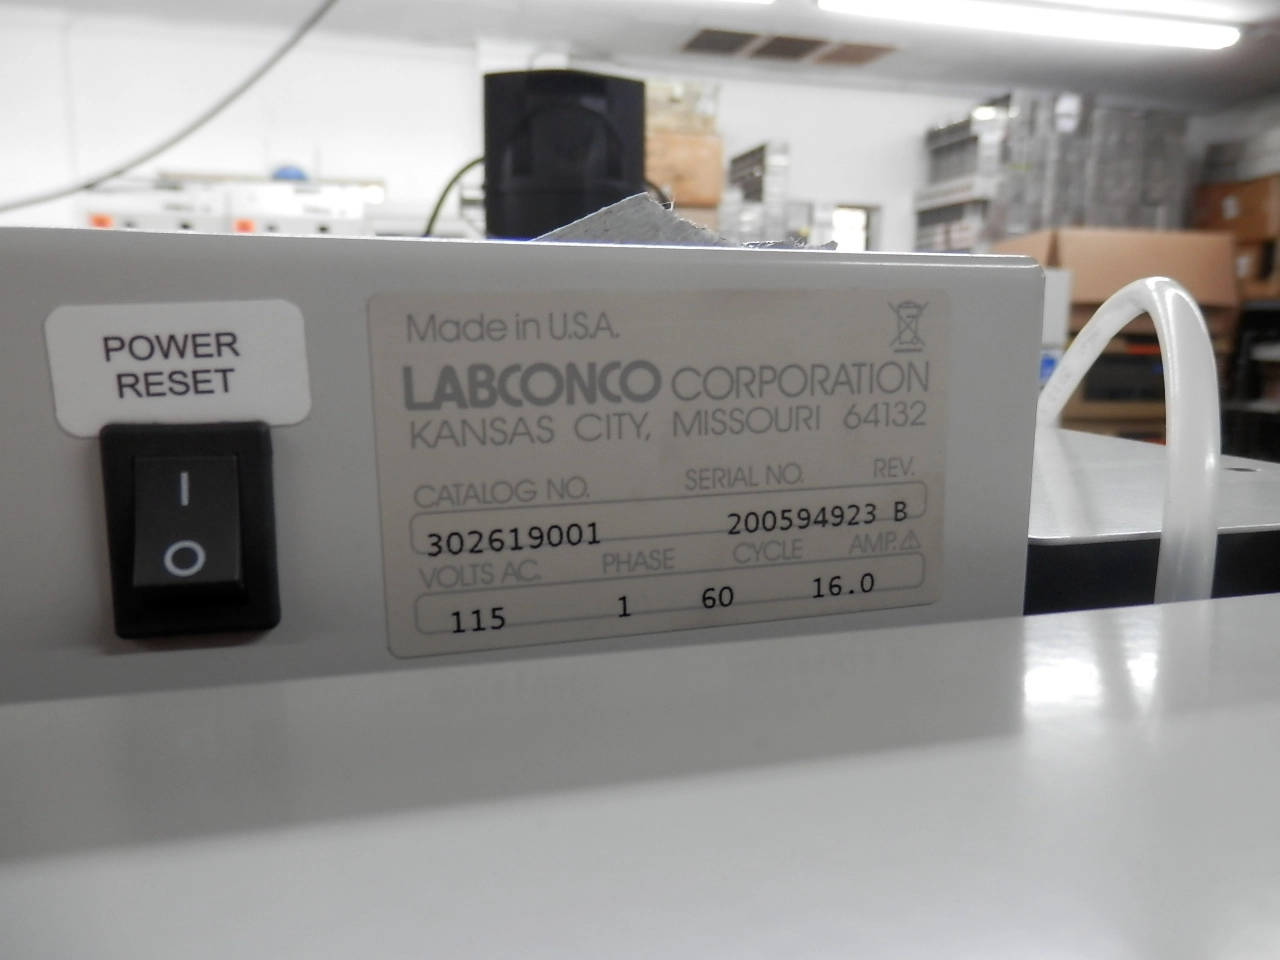 POWER
RESET
I
O
Made in U.S.A.
LABCONCO CORPORATION
KANSAS CITY, MISSOURI 64132
CATALOG NO. SERIAL NO. REV.
302619001 200594923 B
VOLTS AC. PHASE CYCLE AMP.⚠
115 1 60 16.0